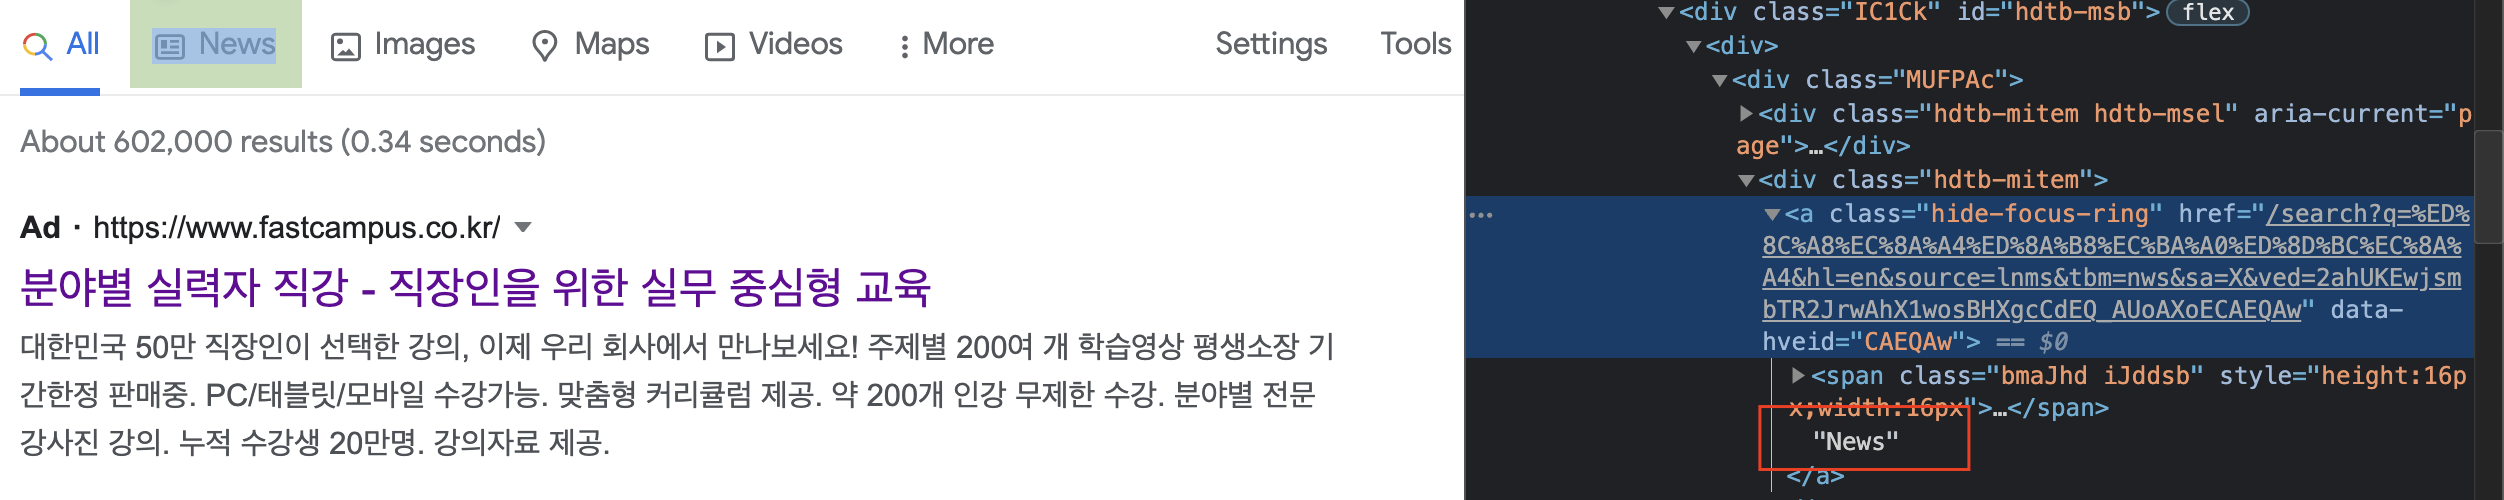 All News Images Maps Videos More Settings Tools
About 602,000 results (0.34 seconds)
Ad · https://www.fastcampus.co.kr/
분야별 실력자 직강 - 직장인을 위한 실무 중심형 교육
대한민국 50만 직장인이 선택한 강의, 이제 우리 회사에서 만나보세요! 주제별 200여 개 학습영상 평생소장 기
간한정 판매중. PC/태블릿/모바일 수강가능. 맞춤형 커리큘럼 제공. 약 200개 인강 무제한 수강. 분야별 전문
강사진 강의. 누적 수강생 20만명. 강의자료 제공.
<div class="IC1Ck" id="hdtb-msb"> flex
<div>
<div class="MUFPAc">
<div class="hdtb-mitem hdtb-msel" aria-current="p
age">…</div>
<div class="hdtb-mitem">
<a class="hide-focus-ring" href="/search?q=%ED%
8C%A8%EC%8A%A4%ED%8A%B8%EC%BA%A0%ED%8D%BC%EC%8A%
A4&hl=en&source=lnms&tbm=nws&sa=X&ved=2ahUKEwjsm
bTR2JrwAhX1wosBHXgcCdEQ_AUoAXoECAEQAw" data-
hveid="CAEQAw"> == $0
<span class="bmaJhd iJddsb" style="height:16p
x;width:16px">…</span>
"News"
</a>